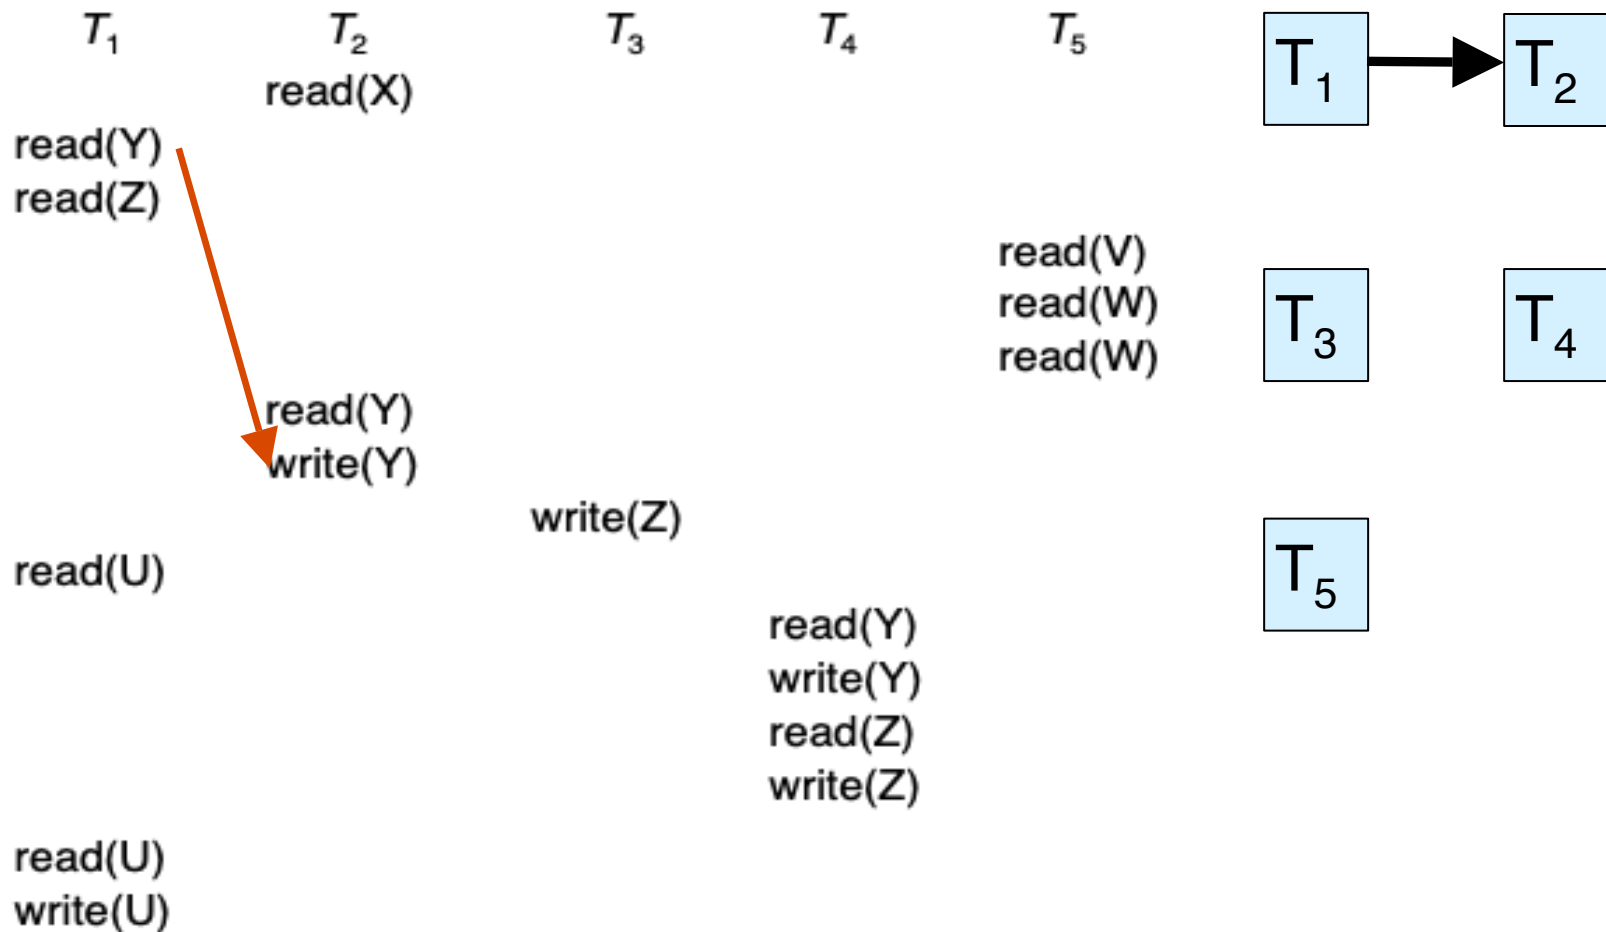 T1 T2 T3 T4 T5
read(X)
read(Y)
read(Z)
read(V)
read(W)
read(W)
read(Y)
write(Y)
write(Z)
read(U)
read(Y)
write(Y)
read(Z)
write(Z)
read(U)
write(U)
T1 T2
T3 T4
T5